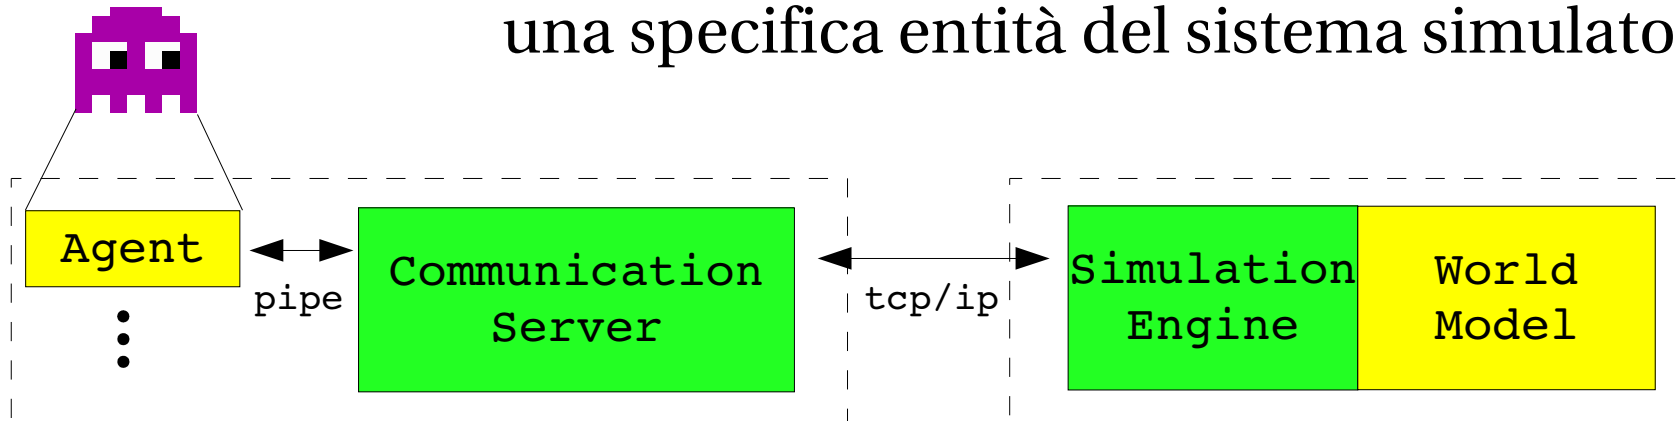 una specifica entità del sistema simulato
Agent
pipe
Communication
Server
tcp/ip
Simulation
Engine
World
Model